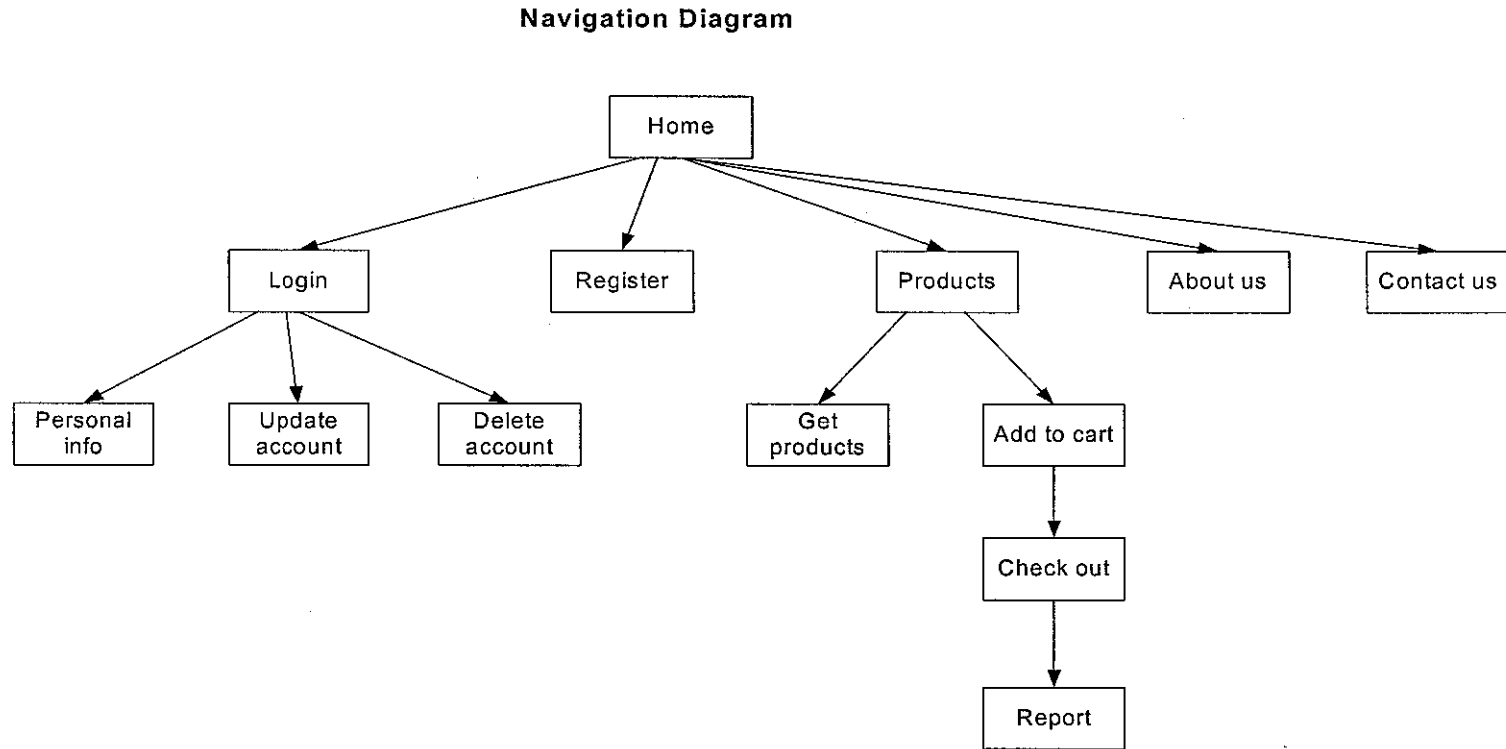 Navigation Diagram
Home
Login
Register
Products
About us
Contact us
Personal
info
Update
account
Delete
account
Get
products
Add to cart
Check out
Report